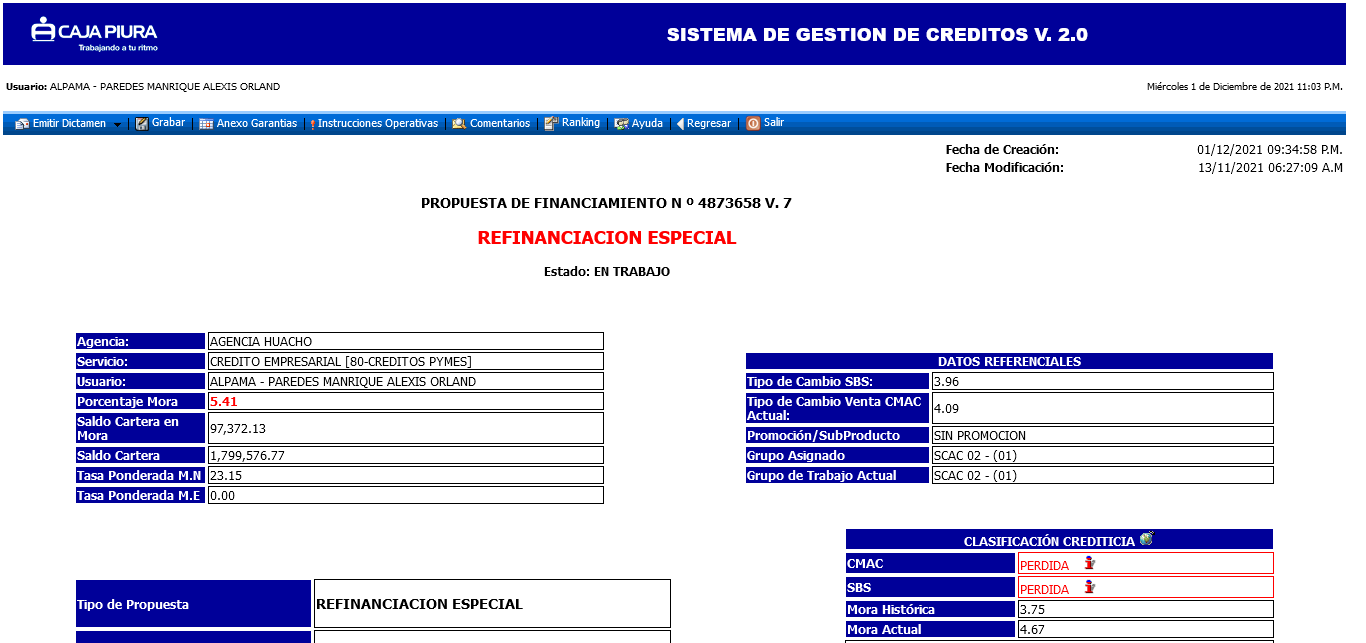 CAJA PIURA
Trabajando a tu ritmo
SISTEMA DE GESTION DE CREDITOS V. 2.0
Usuario: ALPAMA - PAREDES MANRIQUE ALEXIS ORLAND
Miércoles 1 de Diciembre de 2021 11:03 P.M.
Emitir Dictamen | Grabar | Anexo Garantias | Instrucciones Operativas | Comentarios | Ranking | Ayuda | Regresar | Salir
Fecha de Creación: 01/12/2021 09:34:58 P.M.
Fecha Modificación: 13/11/2021 06:27:09 A.M
PROPUESTA DE FINANCIAMIENTO N º 4873658 V. 7
REFINANCIACION ESPECIAL
Estado: EN TRABAJO
Agencia: AGENCIA HUACHO
Servicio: CREDITO EMPRESARIAL [80-CREDITOS PYMES]
Usuario: ALPAMA - PAREDES MANRIQUE ALEXIS ORLAND
Porcentaje Mora 5.41
Saldo Cartera en
Mora 97,372.13
Saldo Cartera 1,799,576.77
Tasa Ponderada M.N 23.15
Tasa Ponderada M.E 0.00
DATOS REFERENCIALES
Tipo de Cambio SBS: 3.96
Tipo de Cambio Venta CMAC
Actual: 4.09
Promoción/SubProducto SIN PROMOCION
Grupo Asignado SCAC 02 - (01)
Grupo de Trabajo Actual SCAC 02 - (01)
CLASIFICACIÓN CREDITICIA
CMAC PERDIDA
SBS PERDIDA
Mora Histórica 3.75
Mora Actual 4.67
Tipo de Propuesta REFINANCIACION ESPECIAL